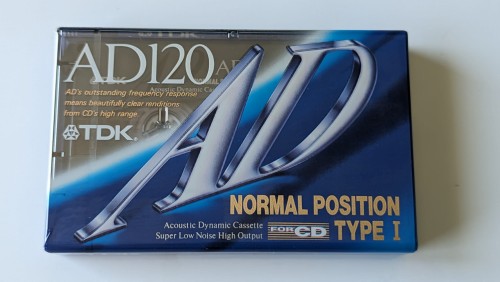 AD120
AD's outstanding frequency response
means beautifully clear renditions
from CD's high range.
TDK
AD
NORMAL POSITION
TYPE I
Acoustic Dynamic Cassette
Super Low Noise High Output
FOR CD